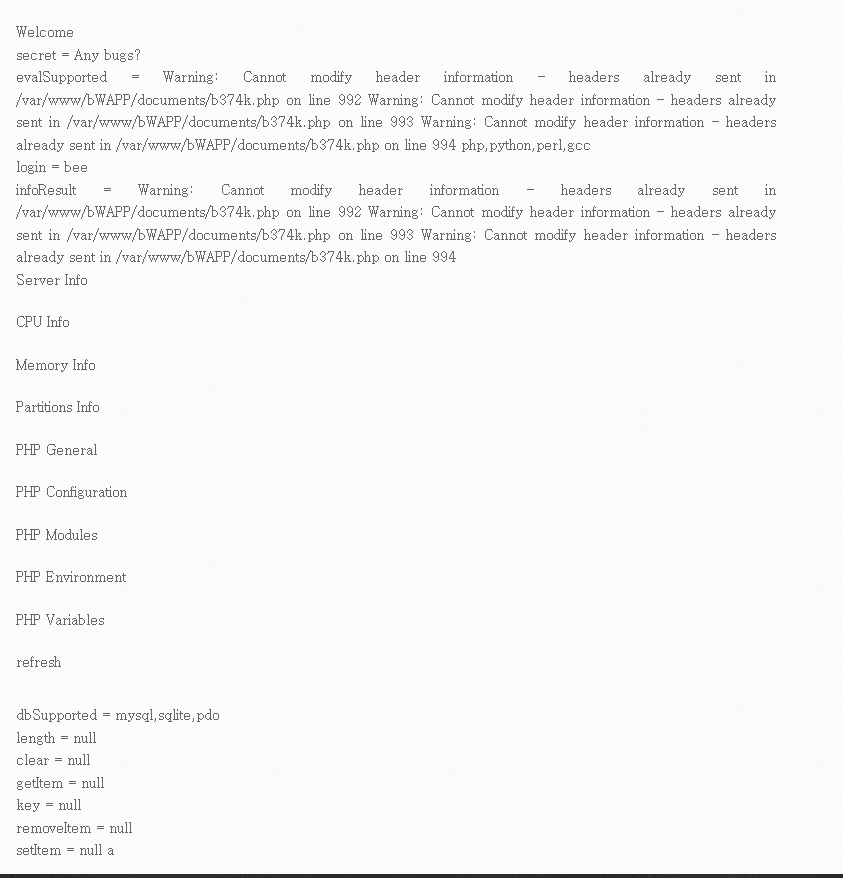 Welcome
secret = Any bugs?
evalSupported = Warning: Cannot modify header information - headers already sent in
/var/www/bWAPP/documents/b374k.php on line 992 Warning: Cannot modify header information - headers already
sent in /var/www/bWAPP/documents/b374k.php on line 993 Warning: Cannot modify header information - headers
already sent in /var/www/bWAPP/documents/b374k.php on line 994 php,python,perl,gcc
login = bee
infoResult = Warning: Cannot modify header information - headers already sent in
/var/www/bWAPP/documents/b374k.php on line 992 Warning: Cannot modify header information - headers already
sent in /var/www/bWAPP/documents/b374k.php on line 993 Warning: Cannot modify header information - headers
already sent in /var/www/bWAPP/documents/b374k.php on line 994
Server Info
CPU Info
Memory Info
Partitions Info
PHP General
PHP Configuration
PHP Modules
PHP Environment
PHP Variables
refresh
dbSupported = mysql,sqlite,pdo
length = null
clear = null
getItem = null
key = null
removeItem = null
setItem = null a